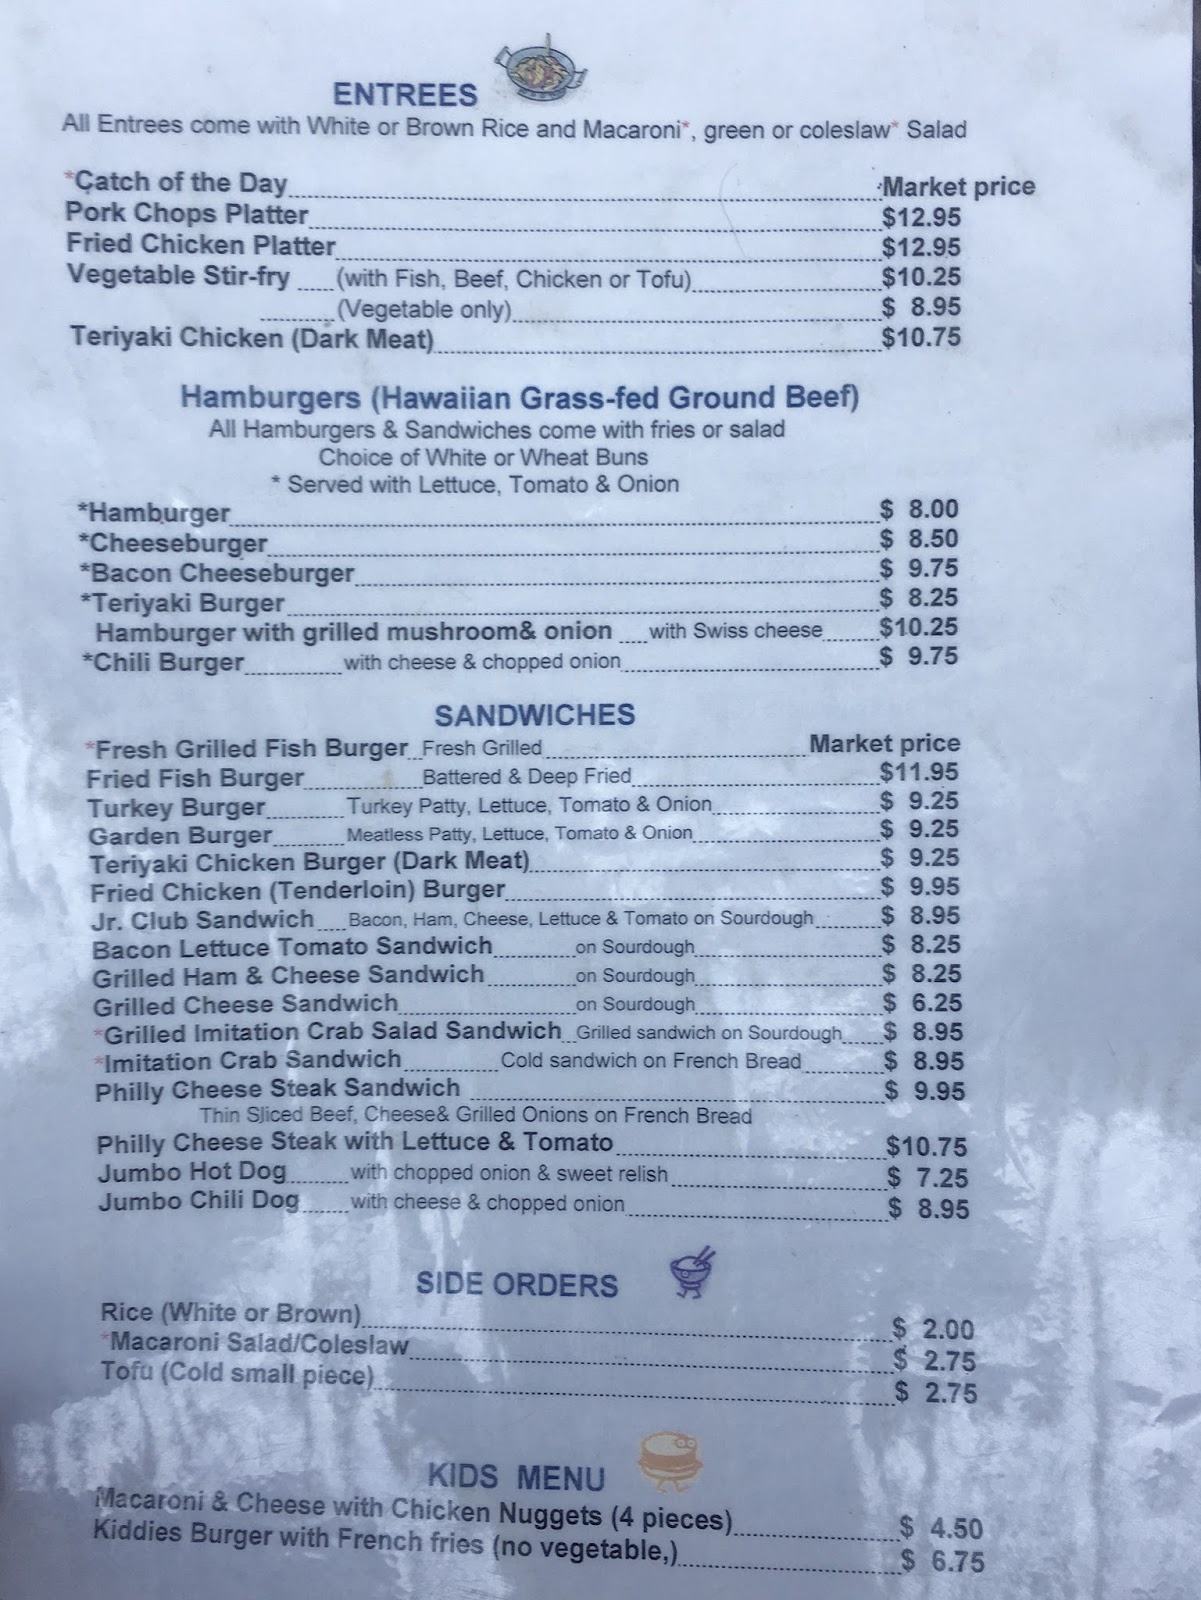 ENTREES
All Entrees come with White or Brown Rice and Macaroni*, green or coleslaw* Salad
*Catch of the Day Market price
Pork Chops Platter $12.95
Fried Chicken Platter $12.95
Vegetable Stir-fry (with Fish, Beef, Chicken or Tofu) $10.25
(Vegetable only) $ 8.95
Teriyaki Chicken (Dark Meat) $10.75
Hamburgers (Hawaiian Grass-fed Ground Beef)
All Hamburgers & Sandwiches come with fries or salad
Choice of White or Wheat Buns
* Served with Lettuce, Tomato & Onion
*Hamburger $ 8.00
*Cheeseburger $ 8.50
*Bacon Cheeseburger $ 9.75
*Teriyaki Burger $ 8.25
Hamburger with grilled mushroom& onion with Swiss cheese $10.25
*Chili Burger with cheese & chopped onion $ 9.75
SANDWICHES
*Fresh Grilled Fish Burger Fresh Grilled Market price
Fried Fish Burger Battered & Deep Fried $11.95
Turkey Burger Turkey Patty, Lettuce, Tomato & Onion $ 9.25
Garden Burger Meatless Patty, Lettuce, Tomato & Onion $ 9.25
Teriyaki Chicken Burger (Dark Meat) $ 9.25
Fried Chicken (Tenderloin) Burger $ 9.95
Jr. Club Sandwich Bacon, Ham, Cheese, Lettuce & Tomato on Sourdough $ 8.95
Bacon Lettuce Tomato Sandwich on Sourdough $ 8.25
Grilled Ham & Cheese Sandwich on Sourdough $ 8.25
Grilled Cheese Sandwich on Sourdough $ 6.25
*Grilled Imitation Crab Salad Sandwich Grilled sandwich on Sourdough $ 8.95
*Imitation Crab Sandwich Cold sandwich on French Bread $ 8.95
Philly Cheese Steak Sandwich $ 9.95
Thin Sliced Beef, Cheese& Grilled Onions on French Bread
Philly Cheese Steak with Lettuce & Tomato $10.75
Jumbo Hot Dog with chopped onion & sweet relish $ 7.25
Jumbo Chili Dog with cheese & chopped onion $ 8.95
SIDE ORDERS
Rice (White or Brown) $ 2.00
*Macaroni Salad/Coleslaw $ 2.75
Tofu (Cold small piece) $ 2.75
KIDS MENU
Macaroni & Cheese with Chicken Nuggets (4 pieces) $ 4.50
Kiddies Burger with French fries (no vegetable,) $ 6.75